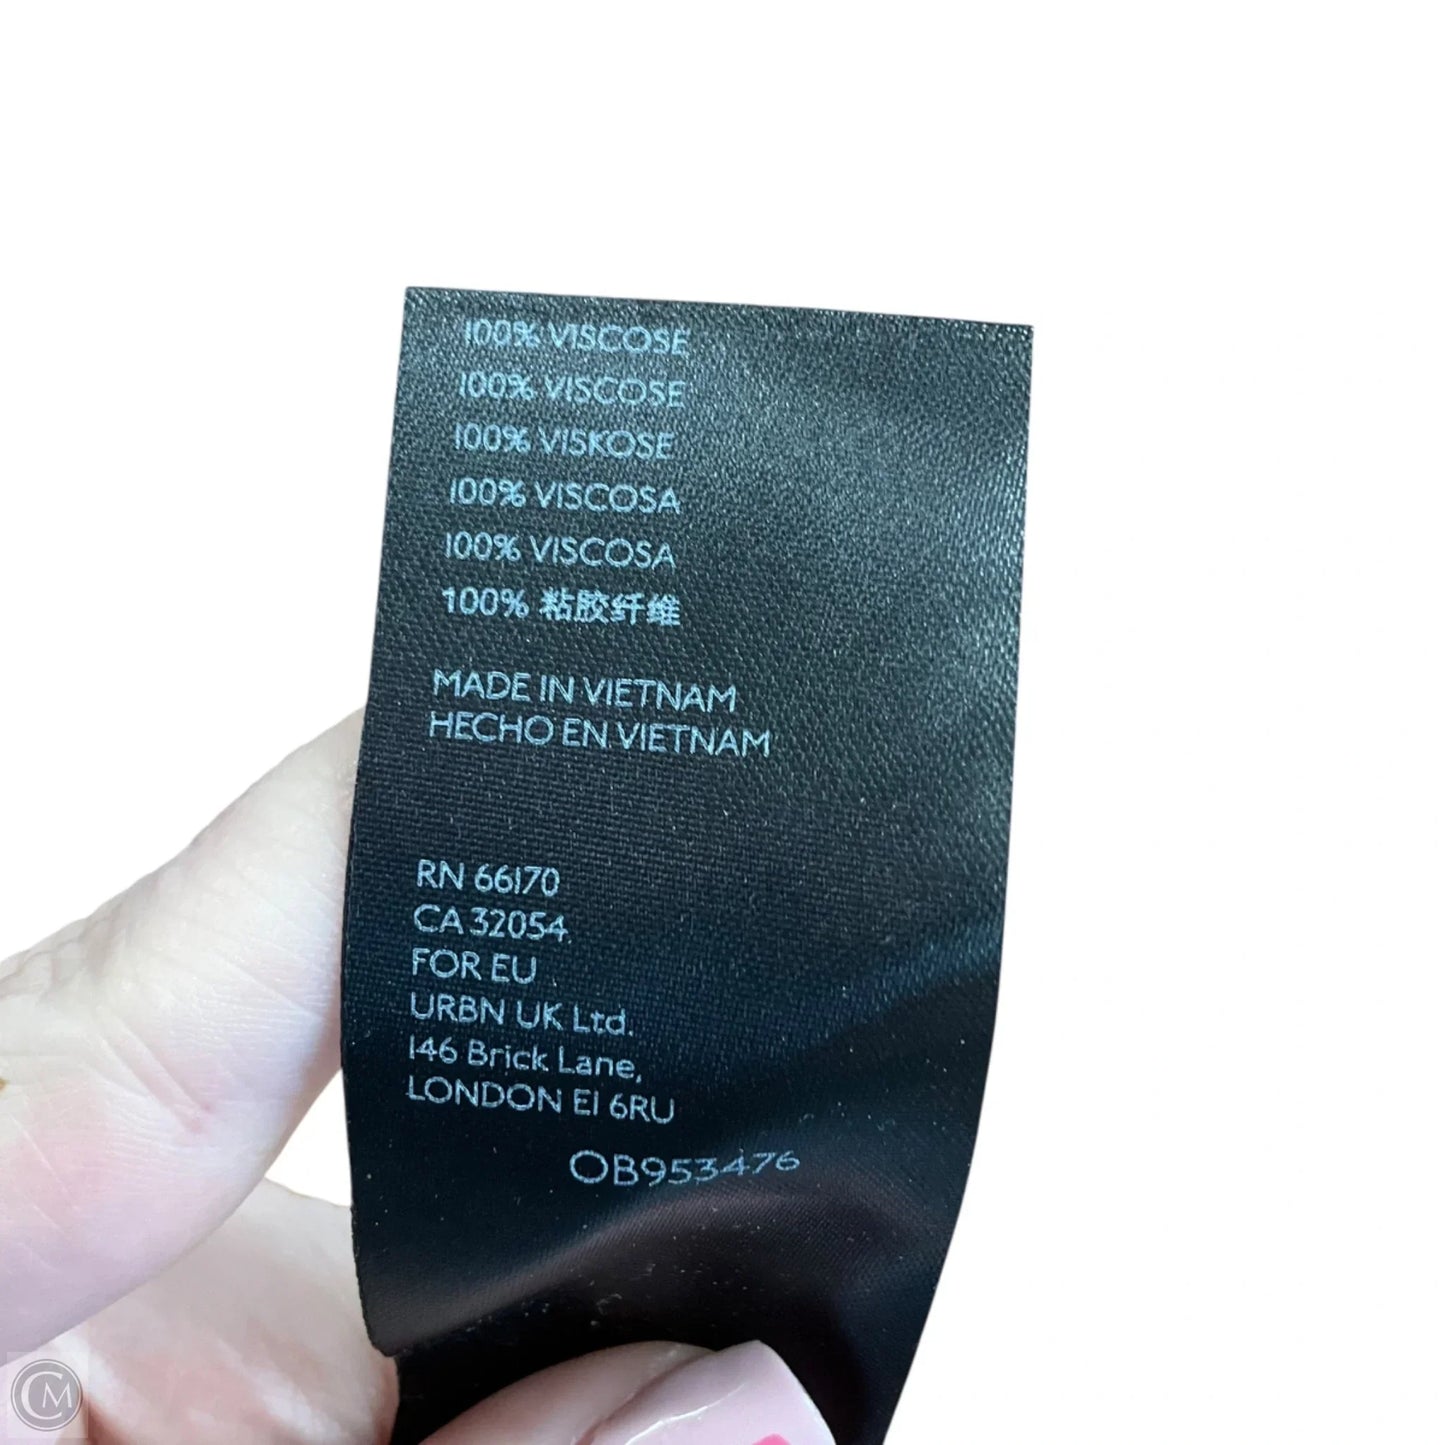 100% VISCOSE
100% VISCOSE
100% VISKOSE
100% VISCOSA
100% VISCOSA
100% 粘胶纤维
MADE IN VIETNAM
HECHO EN VIETNAM
RN 66170
CA 32054
FOR EU
URBN UK Ltd.
146 Brick Lane,
LONDON E1 6RU
OB953476
CM